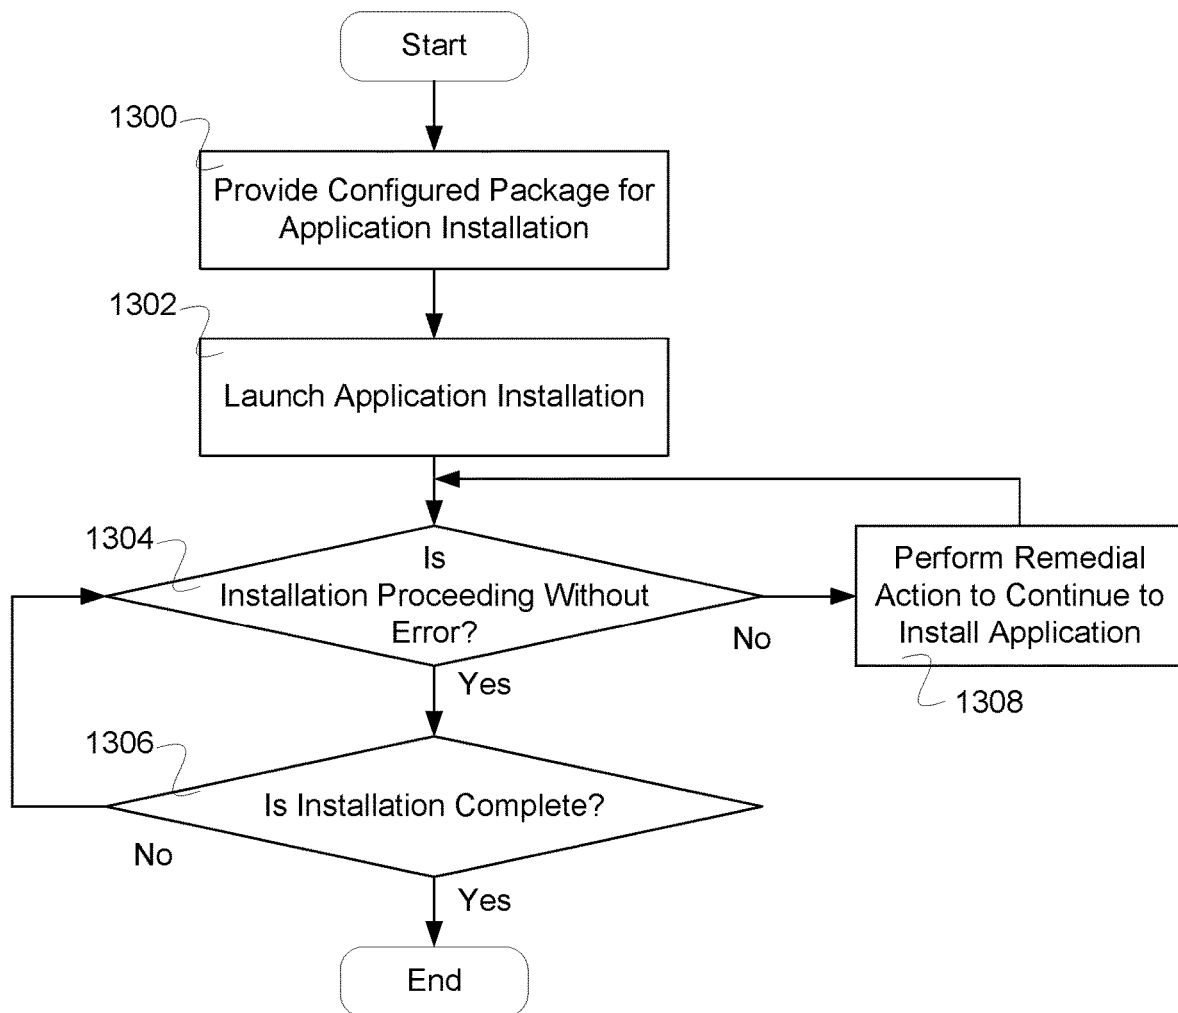 Start
1300
Provide Configured Package for
Application Installation
1302
Launch Application Installation
1304
Is
Installation Proceeding Without
Error?
No
Perform Remedial
Action to Continue to
Install Application
1308
Yes
1306
Is Installation Complete?
No
Yes
End